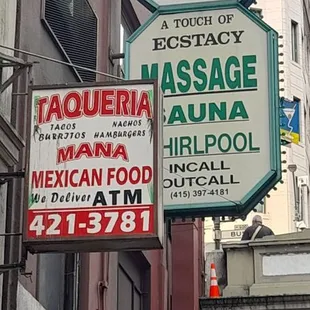 A TOUCH OF
ECSTACY
MASSAGE
SAUNA
WHIRLPOOL
INCALL
OUTCALL
(415) 397-4181
TAQUERIA
TACOS NACHOS
BURRITOS HAMBURGERS
MANA
MEXICAN FOOD
We Deliver ATM
421-3781